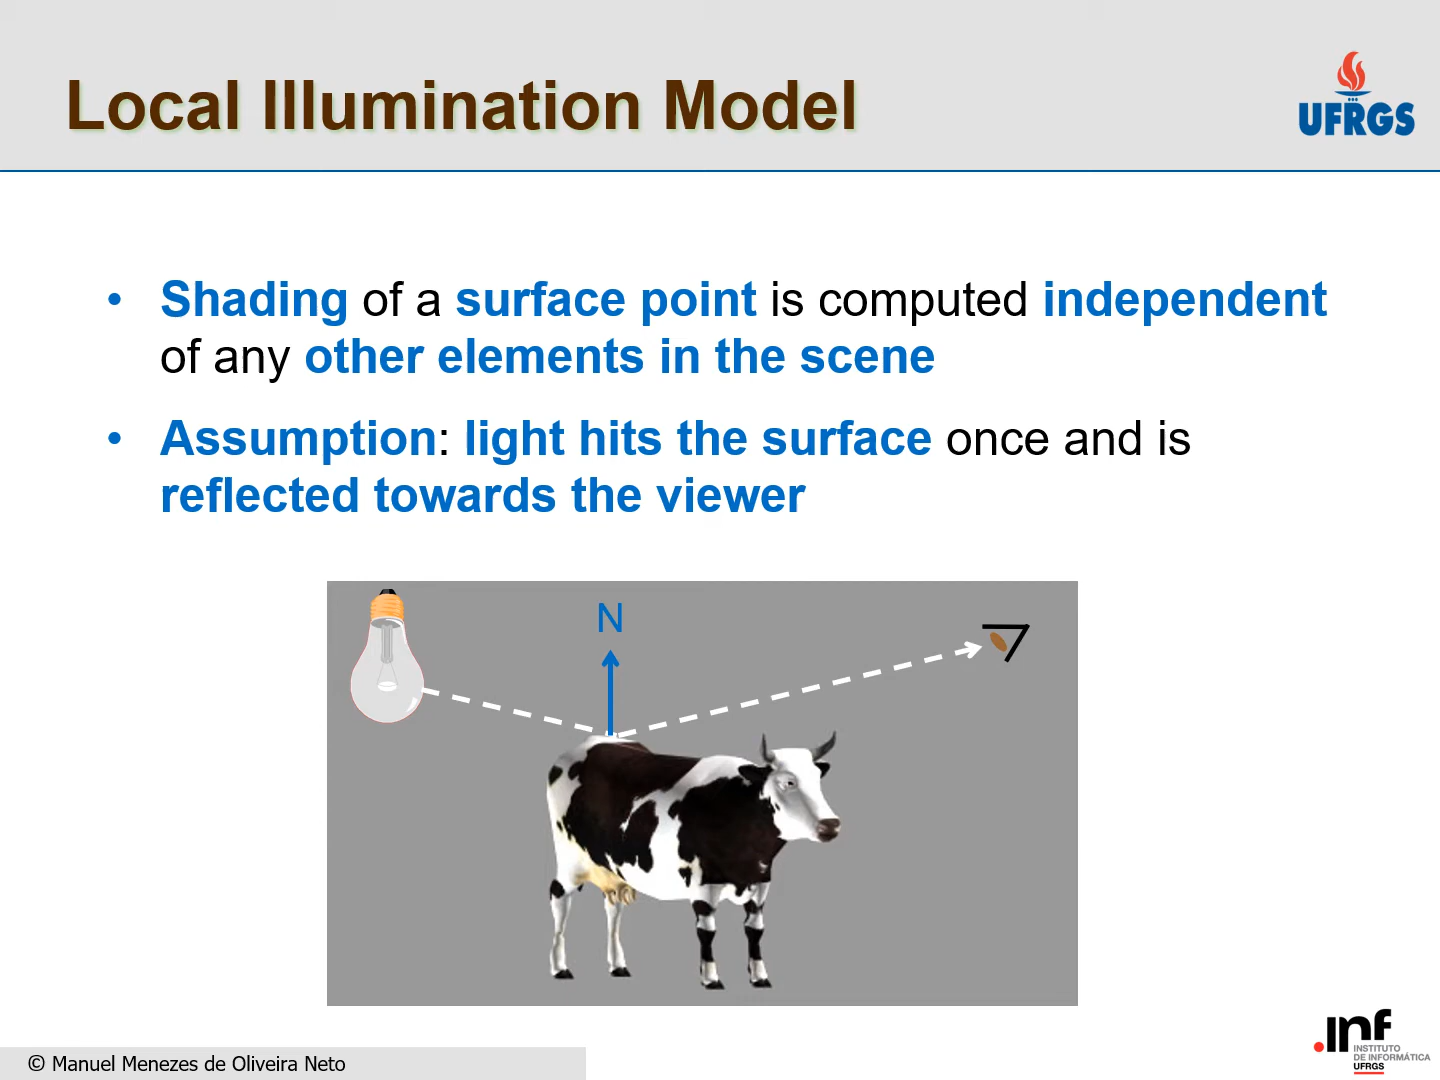 Local Illumination Model
UFRGS
• Shading of a surface point is computed independent
of any other elements in the scene
• Assumption: light hits the surface once and is
reflected towards the viewer
N
© Manuel Menezes de Oliveira Neto
.inf
INSTITUTO
DE INFORMÁTICA
UFRGS